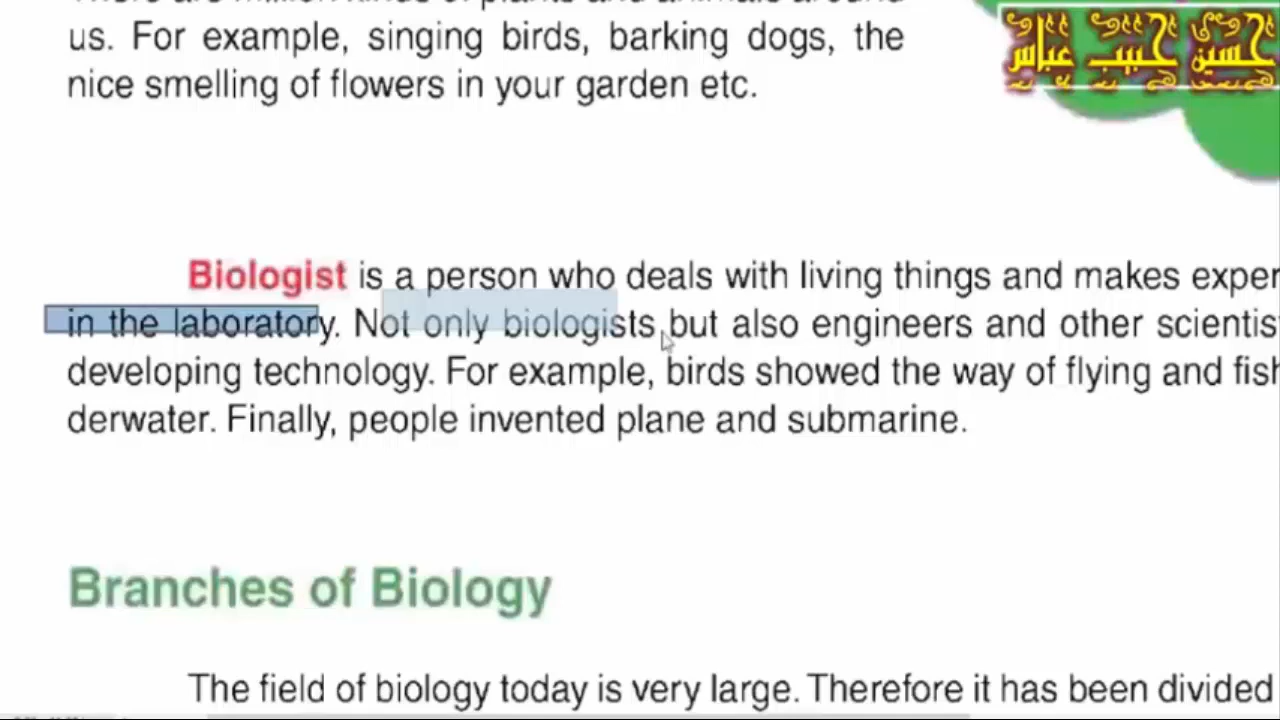 us. For example, singing birds, barking dogs, the
nice smelling of flowers in your garden etc.
حسين حبيب عباس
Biologist is a person who deals with living things and makes
in the laboratory. Not only biologists but also engineers and other
developing technology. For example, birds showed the way of flying and
derwater. Finally, people invented plane and submarine.
Branches of Biology
The field of biology today is very large. Therefore it has been divided